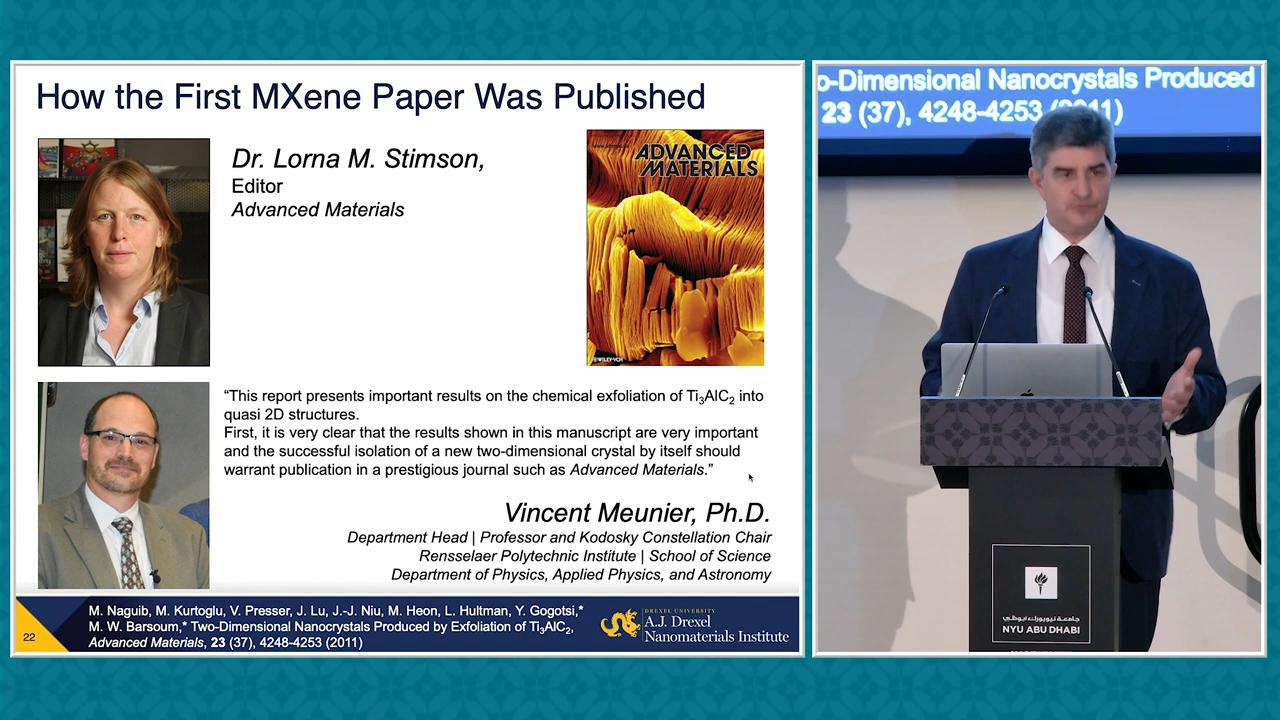 How the First MXene Paper Was Published
Dr. Lorna M. Stimson,
Editor
Advanced Materials
ADVANCED
MATERIALS
WILEY-VCH
“This report presents important results on the chemical exfoliation of Ti3AlC2 into
quasi 2D structures.
First, it is very clear that the results shown in this manuscript are very important
and the successful isolation of a new two-dimensional crystal by itself should
warrant publication in a prestigious journal such as Advanced Materials.”
Vincent Meunier, Ph.D.
Department Head | Professor and Kodosky Constellation Chair
Rensselaer Polytechnic Institute | School of Science
Department of Physics, Applied Physics, and Astronomy
22
M. Naguib, M. Kurtoglu, V. Presser, J. Lu, J.-J. Niu, M. Heon, L. Hultman, Y. Gogotsi,*
M. W. Barsoum,* Two-Dimensional Nanocrystals Produced by Exfoliation of Ti3AlC2,
Advanced Materials, 23 (37), 4248-4253 (2011)
DREXEL UNIVERSITY
A.J. Drexel
Nanomaterials Institute
o-Dimensional Nanocrystals Produced
23 (37), 4248-4253 (2011)
جامعة نيويورك أبوظبي
NYU ABU DHABI